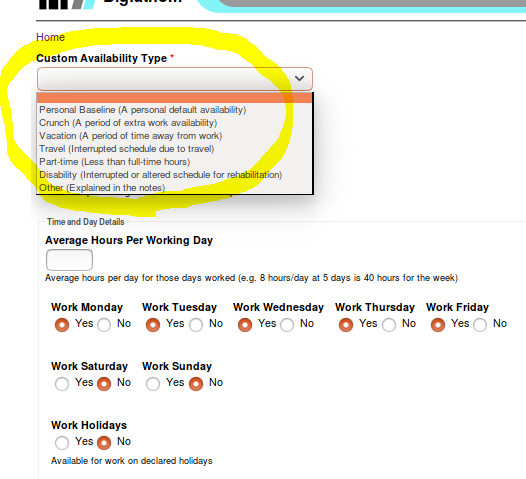 Home
Custom Availability Type *
Personal Baseline (A personal default availability)
Crunch (A period of extra work availability)
Vacation (A period of time away from work)
Travel (Interrupted schedule due to travel)
Part-time (Less than full-time hours)
Disability (Interrupted or altered schedule for rehabilitation)
Other (Explained in the notes)
Time and Day Details
Average Hours Per Working Day
Average hours per day for those days worked (e.g. 8 hours/day at 5 days is 40 hours for the week)
Work Monday Work Tuesday Work Wednesday Work Thursday Work Friday
Yes No Yes No Yes No Yes No Yes No
Work Saturday Work Sunday
Yes No Yes No
Work Holidays
Yes No
Available for work on declared holidays